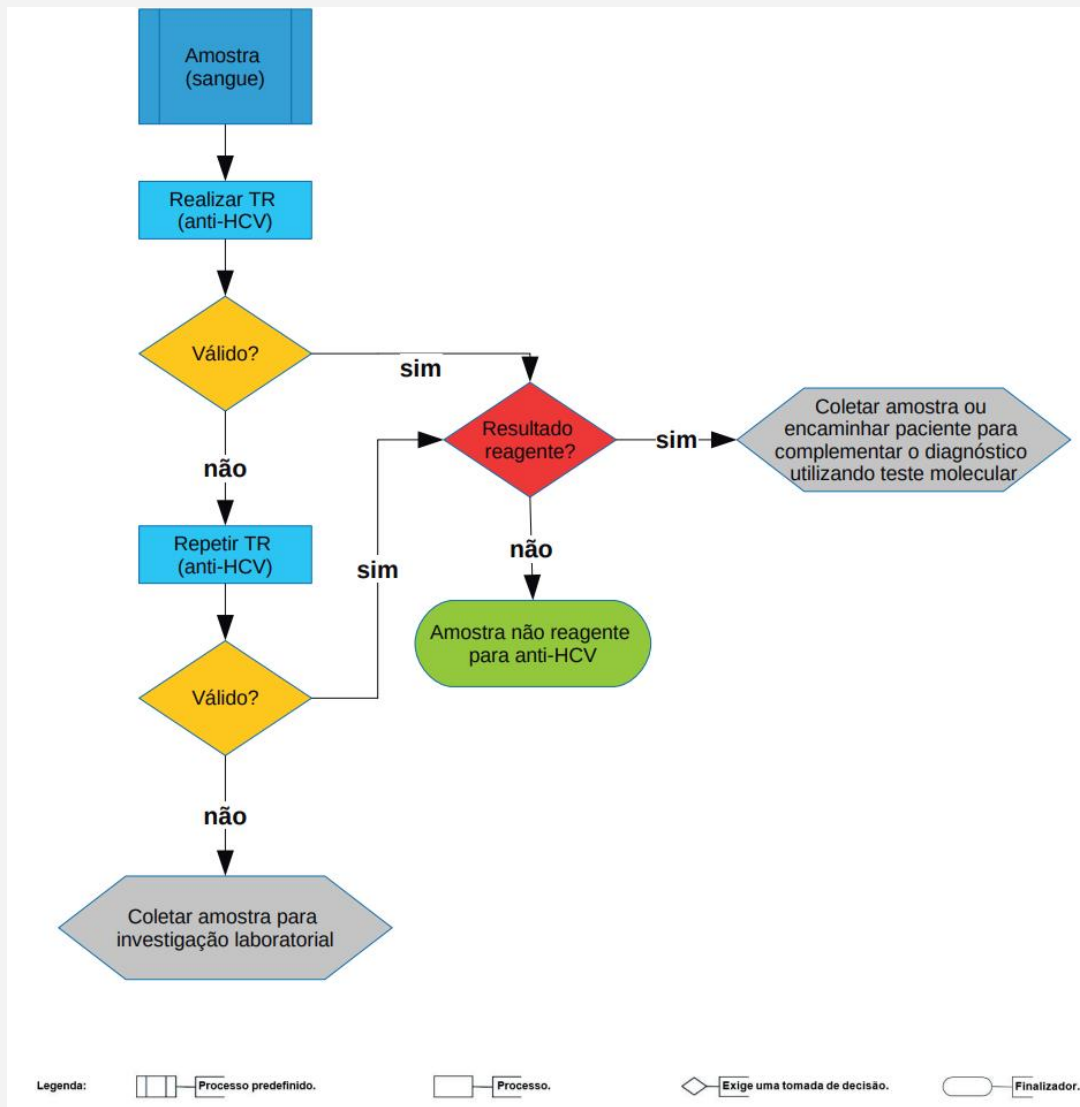 Amostra
(sangue)
Realizar TR
(anti-HCV)
Válido?
sim
não
Resultado
reagente?
sim
Coletar amostra ou
encaminhar paciente para
complementar o diagnóstico
utilizando teste molecular
não
Amostra não reagente
para anti-HCV
Repetir TR
(anti-HCV)
sim
Válido?
não
Coletar amostra para
investigação laboratorial
Legenda:
Processo predefinido.
Processo.
Exige uma tomada de decisão.
Finalizador.